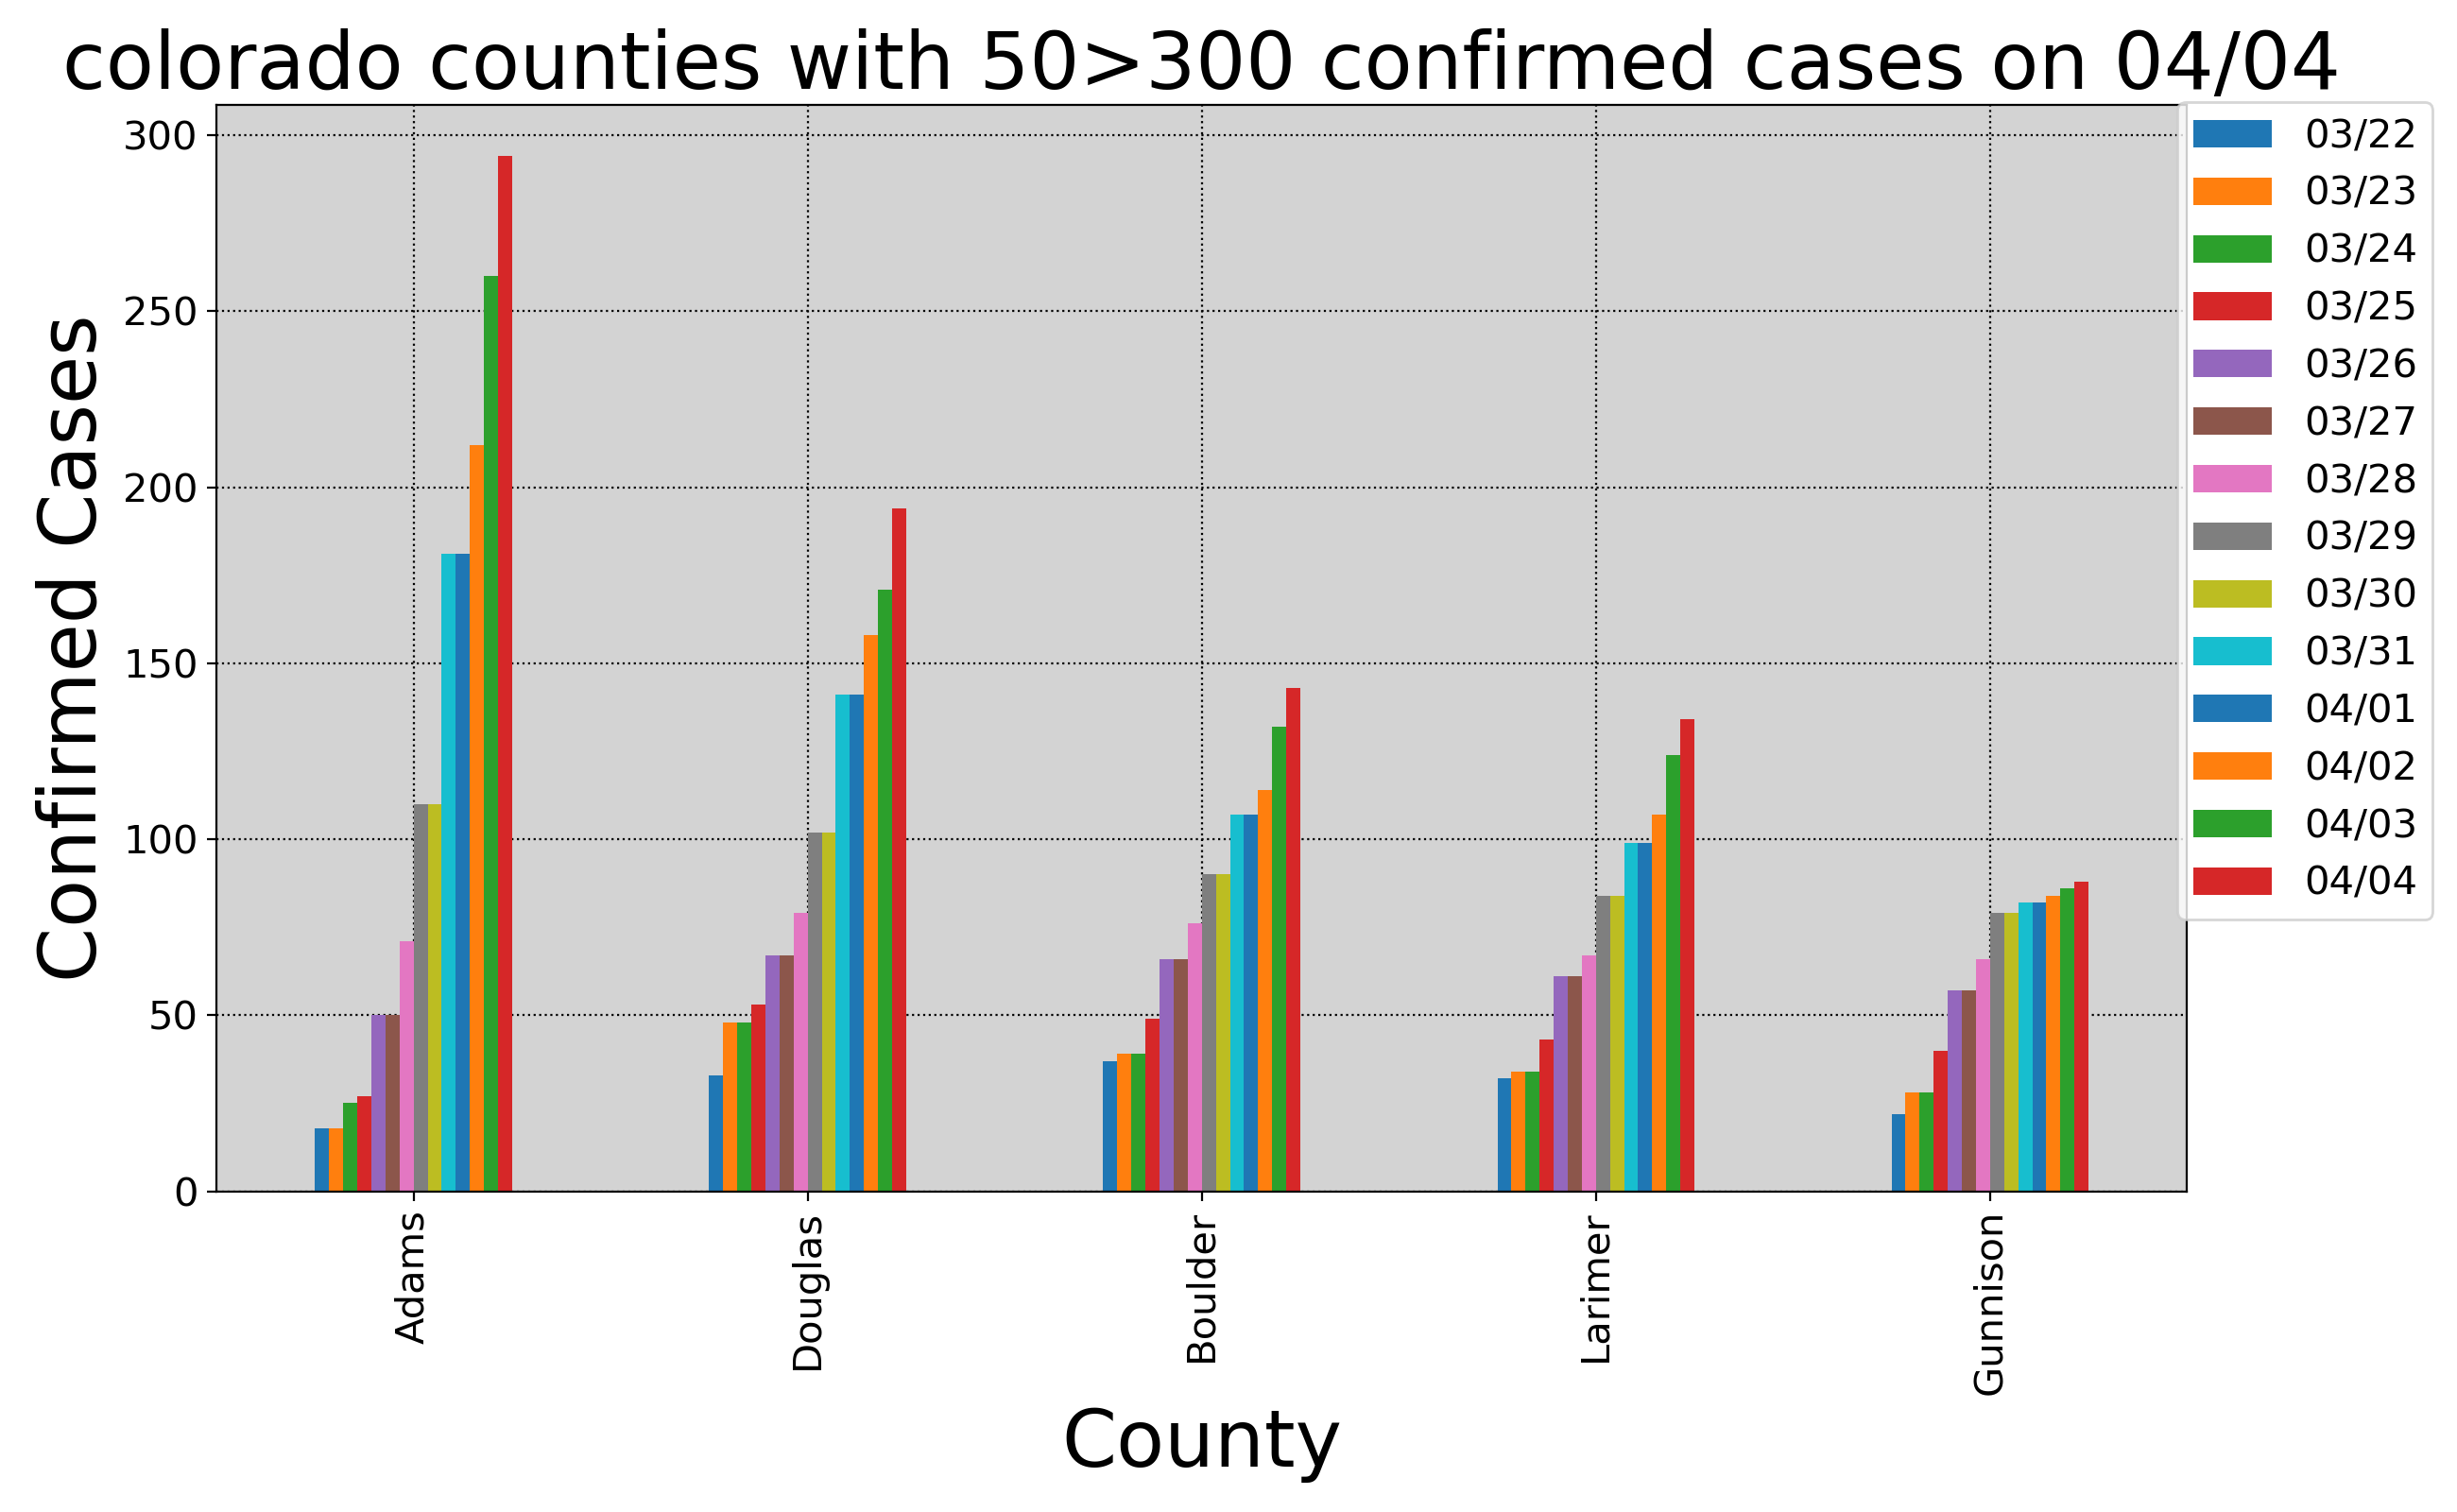 colorado counties with 50>300 confirmed cases on 04/04
Confirmed Cases
300
250
200
150
100
50
0
03/22
03/23
03/24
03/25
03/26
03/27
03/28
03/29
03/30
03/31
04/01
04/02
04/03
04/04
Adams
Douglas
Boulder
Larimer
Gunnison
County